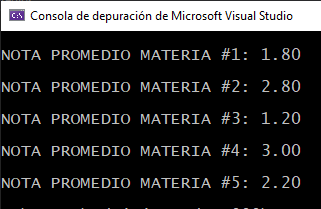 Consola de depuración de Microsoft Visual Studio
NOTA PROMEDIO MATERIA #1: 1.80
NOTA PROMEDIO MATERIA #2: 2.80
NOTA PROMEDIO MATERIA #3: 1.20
NOTA PROMEDIO MATERIA #4: 3.00
NOTA PROMEDIO MATERIA #5: 2.20